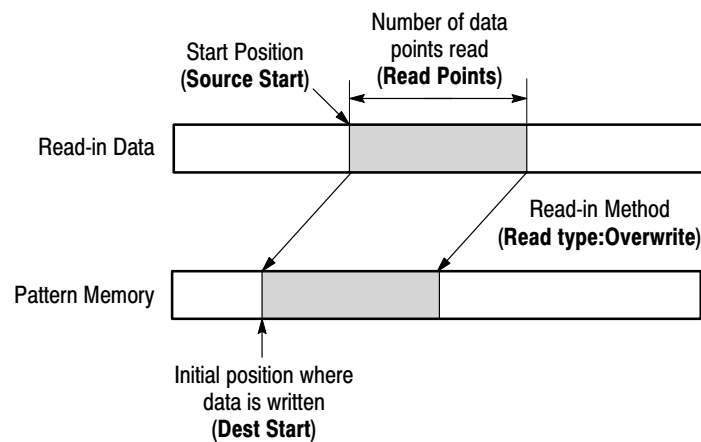 Number of data
points read
(Read Points)
Start Position
(Source Start)
Read-in Data
Read-in Method
(Read type:Overwrite)
Pattern Memory
Initial position where
data is written
(Dest Start)